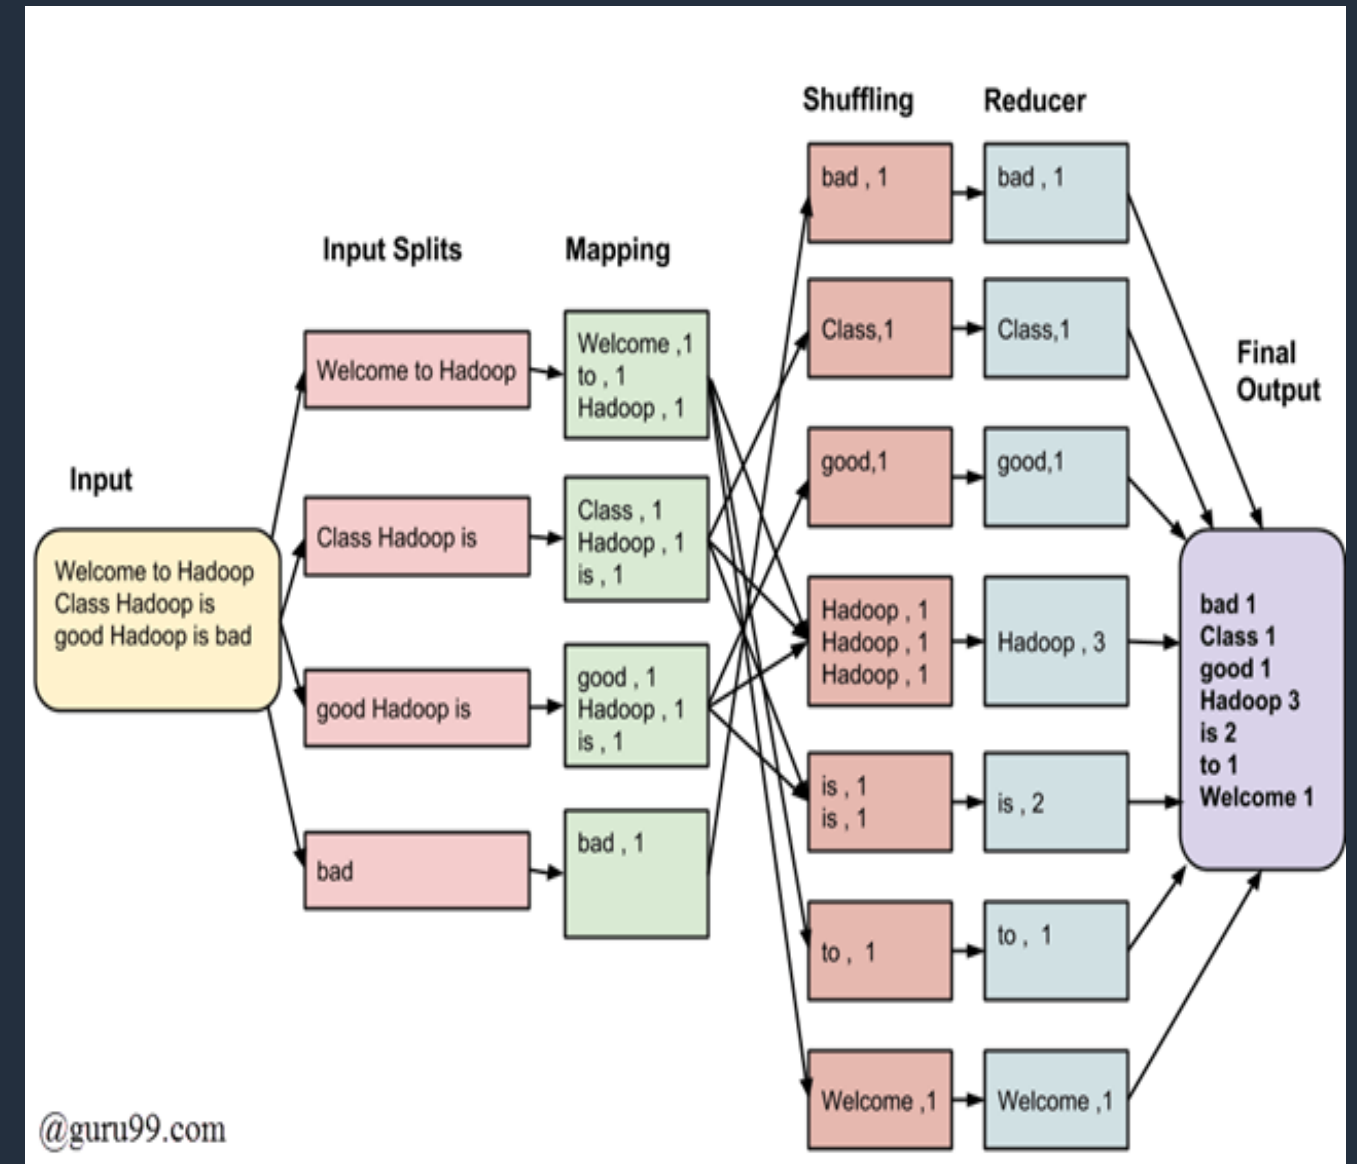 Shuffling
Reducer
bad , 1
bad , 1
Input Splits
Mapping
Class,1
Class,1
Welcome ,1
to , 1
Hadoop , 1
Welcome to Hadoop
Final
Output
good,1
good,1
Input
Class , 1
Hadoop , 1
is , 1
Class Hadoop is
Welcome to Hadoop
Class Hadoop is
good Hadoop is bad
Hadoop , 1
Hadoop , 1
Hadoop , 1
Hadoop , 3
bad 1
Class 1
good 1
Hadoop 3
is 2
to 1
Welcome 1
good Hadoop is
good , 1
Hadoop , 1
is , 1
is , 1
is , 1
is , 2
bad
bad , 1
to , 1
to , 1
Welcome ,1
Welcome ,1
@guru99.com